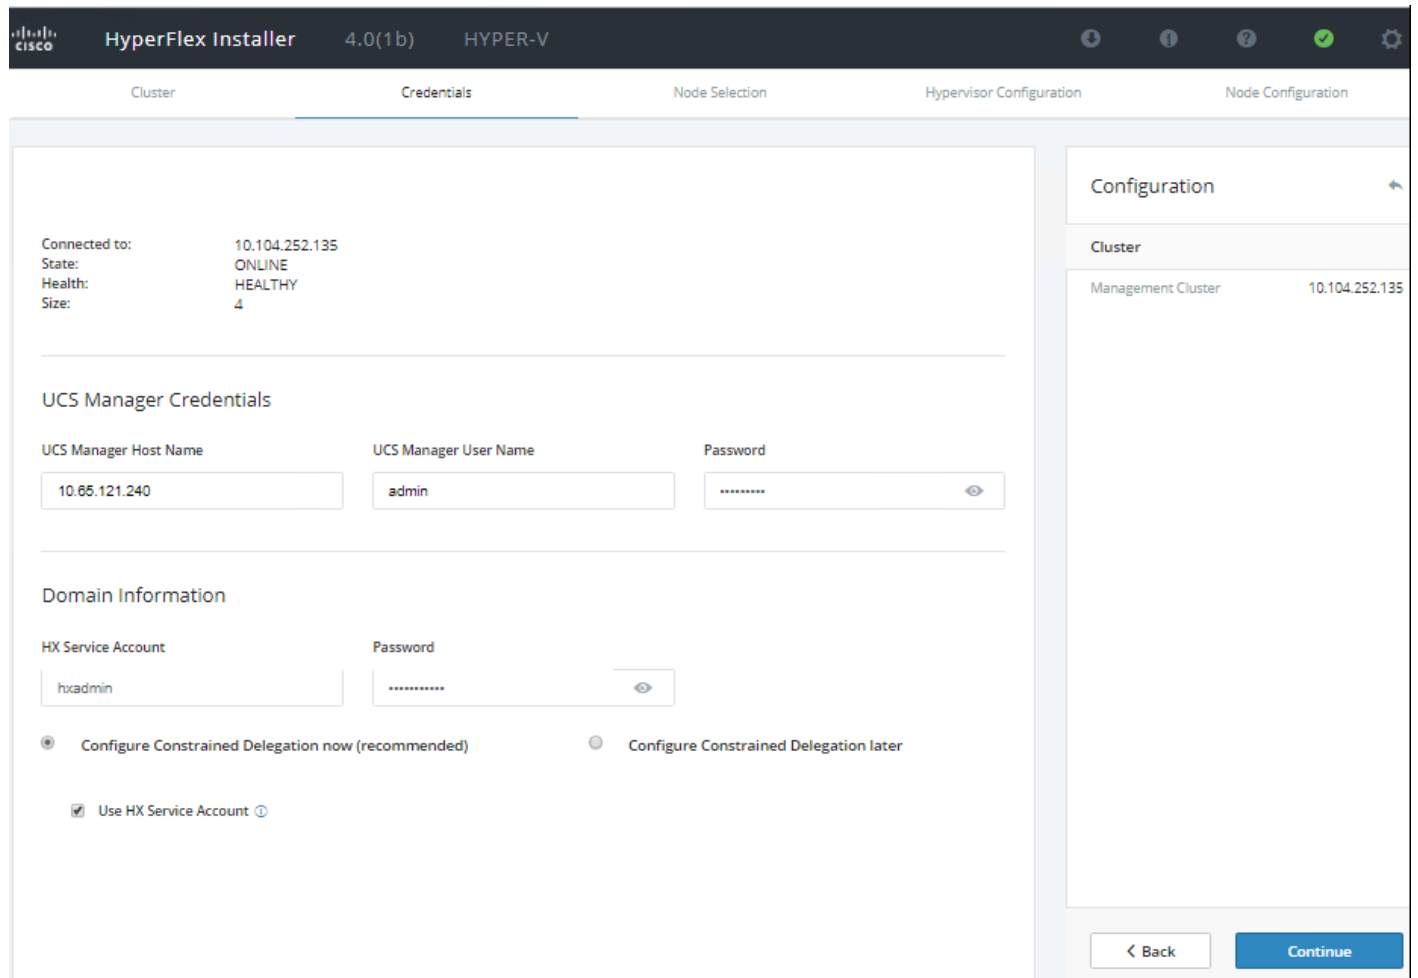 cisco HyperFlex Installer 4.0(1b) HYPER-V
Cluster Credentials Node Selection Hypervisor Configuration Node Configuration
Connected to: 10.104.252.135
State: ONLINE
Health: HEALTHY
Size: 4
UCS Manager Credentials
UCS Manager Host Name UCS Manager User Name Password
10.65.121.240 admin •••••••••
Domain Information
HX Service Account Password
hxadmin •••••••••••
Configure Constrained Delegation now (recommended) Configure Constrained Delegation later
Use HX Service Account
Configuration
Cluster
Management Cluster 10.104.252.135
Back Continue